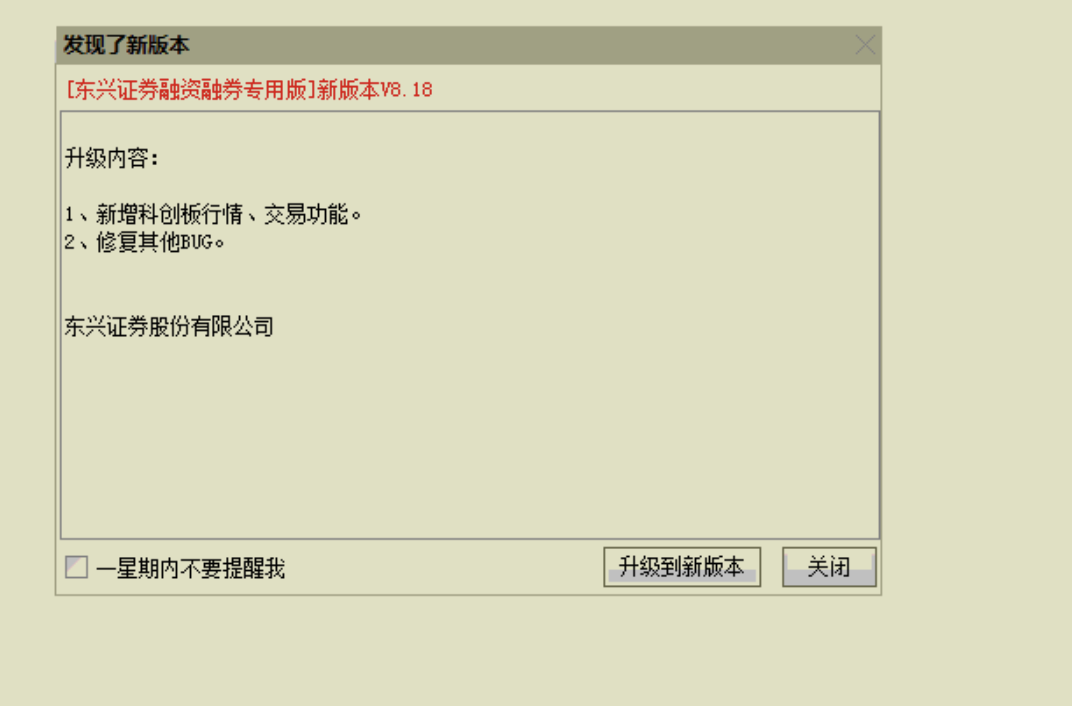 发现了新版本
[东兴证券融资融券专用版]新版本V8.18
升级内容：
1、新增科创板行情、交易功能。
2、修复其他BUG。
东兴证券股份有限公司
一星期内不要提醒我
升级到新版本
关闭